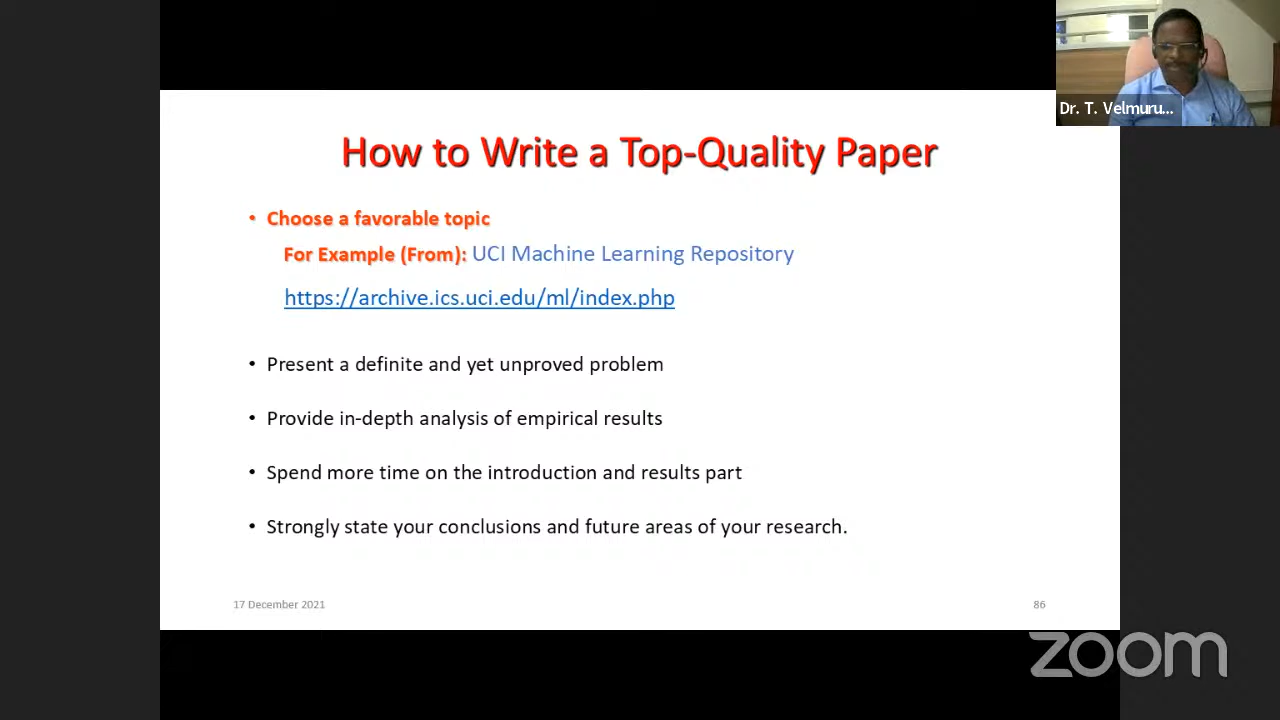 Dr. T. Velmuru...
How to Write a Top-Quality Paper
• Choose a favorable topic
For Example (From): UCI Machine Learning Repository
https://archive.ics.uci.edu/ml/index.php
• Present a definite and yet unproved problem
• Provide in-depth analysis of empirical results
• Spend more time on the introduction and results part
• Strongly state your conclusions and future areas of your research.
17 December 2021
86
zoom